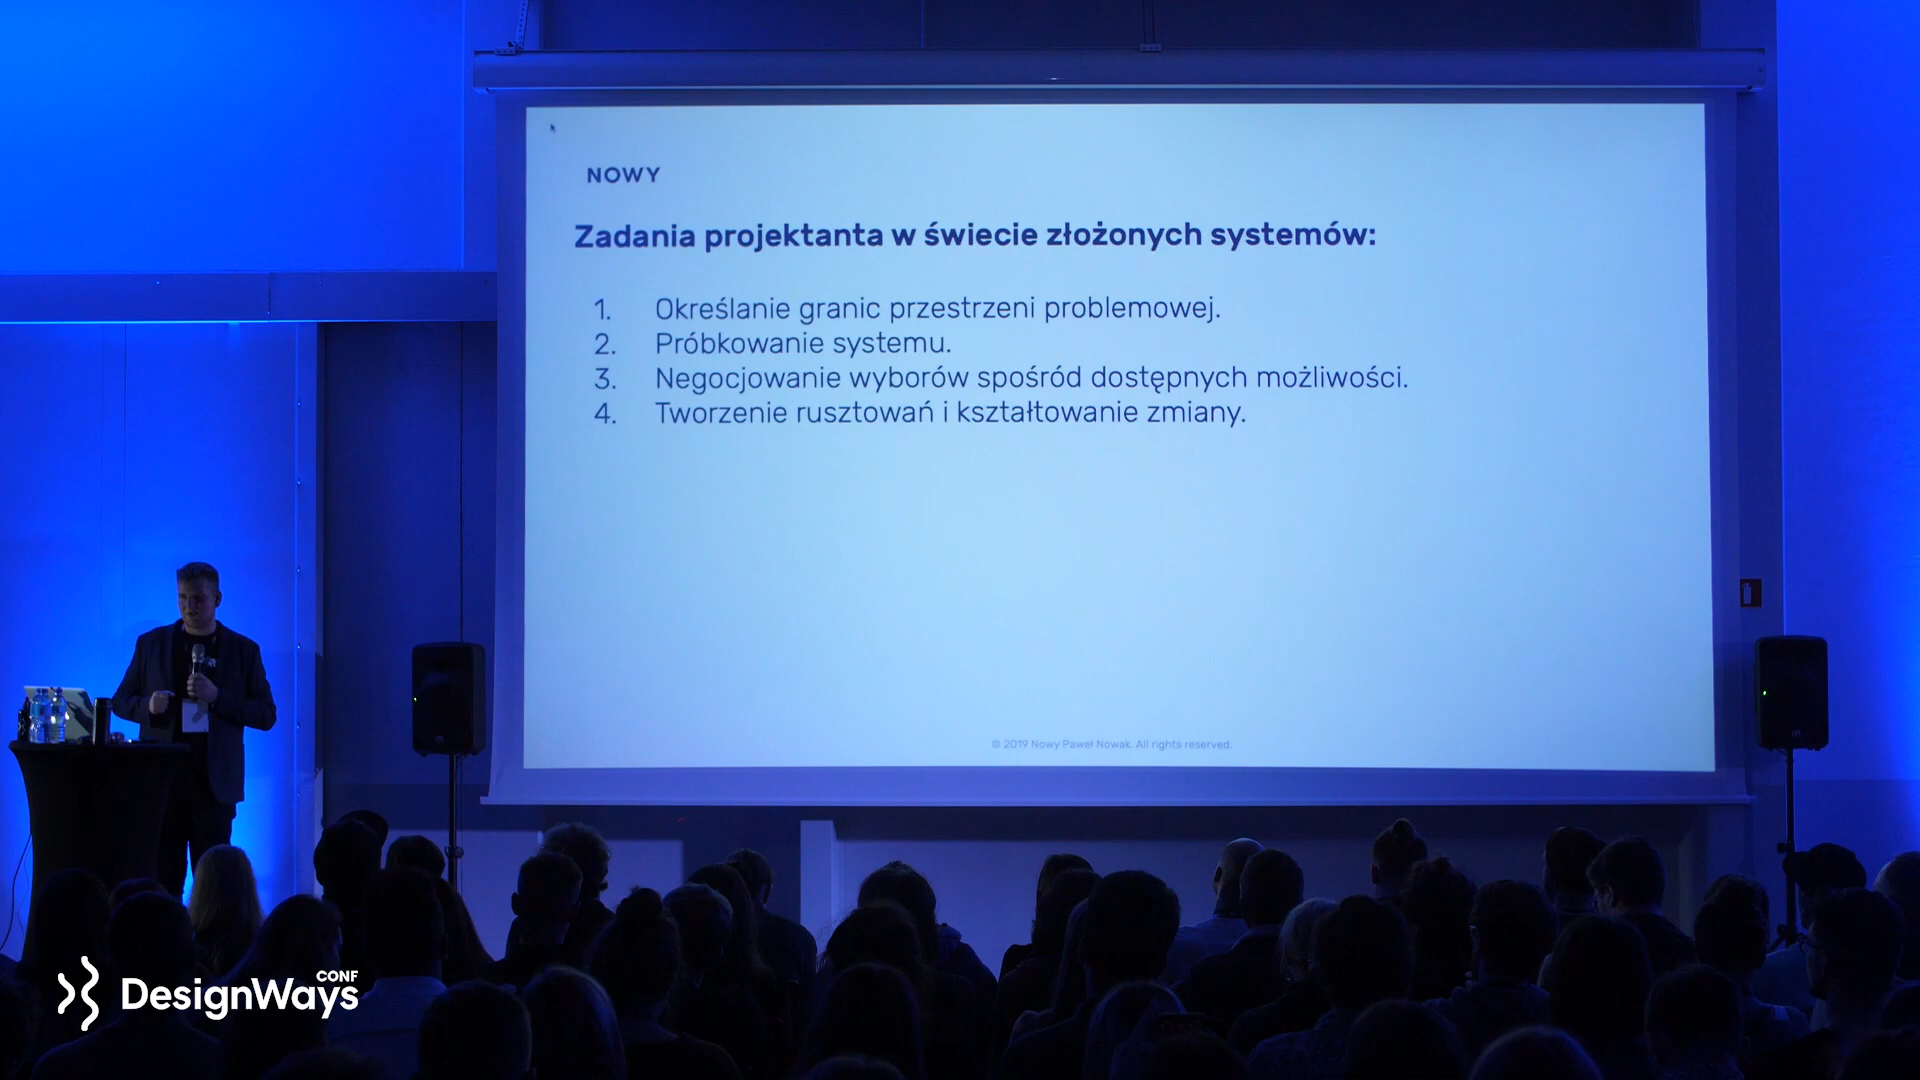 NOWY
Zadania projektanta w świecie złożonych systemów:
1. Określanie granic przestrzeni problemowej.
2. Próbkowanie systemu.
3. Negocjowanie wyborów spośród dostępnych możliwości.
4. Tworzenie rusztowań i kształtowanie zmiany.
© 2019 Nowy Paweł Nowak. All rights reserved.
DesignWays CONF